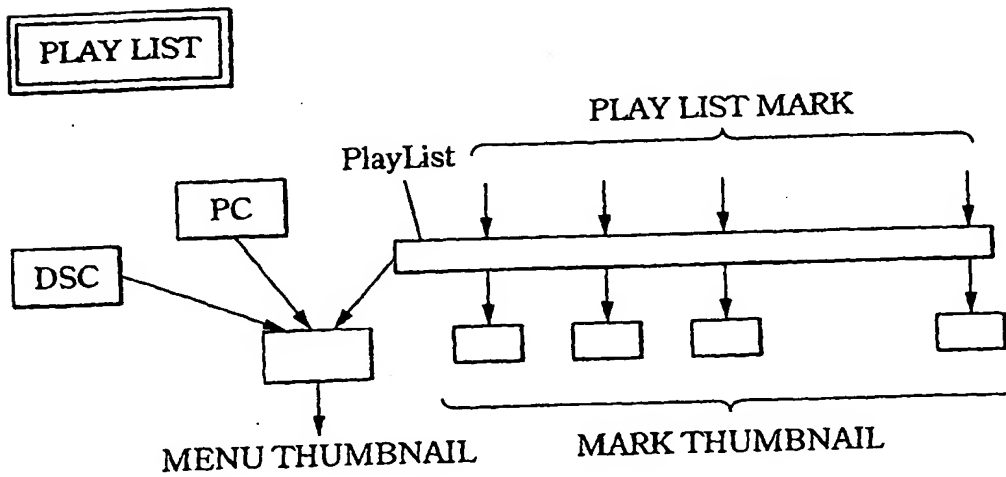 PLAY LIST
PLAY LIST MARK
PlayList
PC
DSC
MENU THUMBNAIL
MARK THUMBNAIL